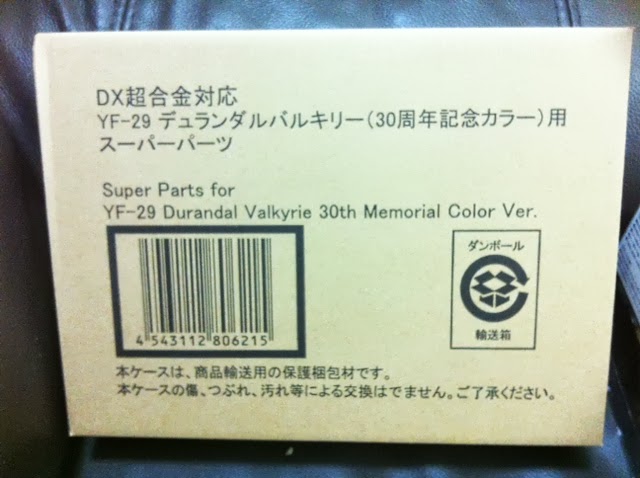 DX超合金対応
YF-29 デュランダルバルキリー(30周年記念カラー)用
スーパーパーツ
Super Parts for
YF-29 Durandal Valkyrie 30th Memorial Color Ver.
ダンボール
4 543112 806215
輸送箱
本ケースは、商品輸送用の保護梱包材です。
本ケースの傷、つぶれ、汚れ等による交換はできません。ご了承ください。